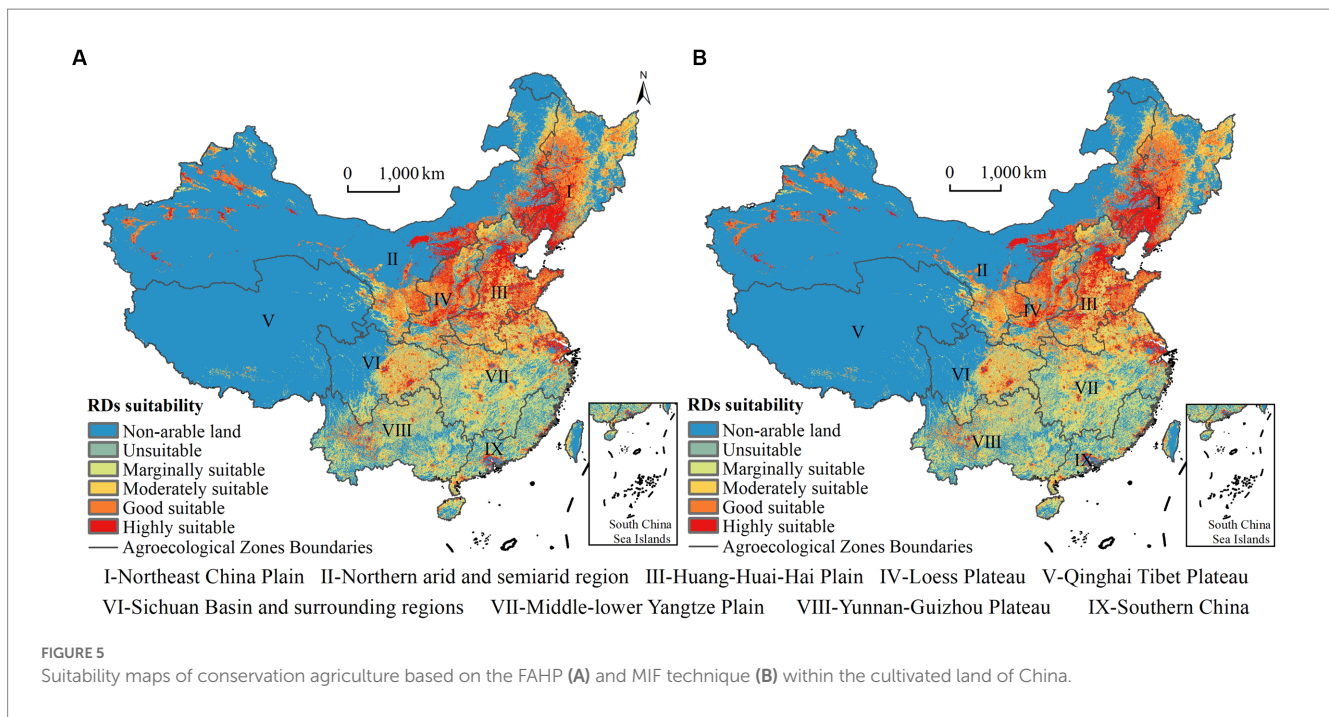 A
B
N
0 1,000 km
0 1,000 km
I
II
III
IV
V
VI
VII
VIII
IX
I
II
III
IV
V
VI
VII
VIII
IX
RDs suitability
Non-arable land
Unsuitable
Marginally suitable
Moderately suitable
Good suitable
Highly suitable
Agroecological Zones Boundaries
South China
Sea Islands
RDs suitability
Non-arable land
Unsuitable
Marginally suitable
Moderately suitable
Good suitable
Highly suitable
Agroecological Zones Boundaries
South China
Sea Islands
I-Northeast China Plain II-Northern arid and semiarid region III-Huang-Huai-Hai Plain IV-Loess Plateau V-Qinghai Tibet Plateau
VI-Sichuan Basin and surrounding regions VII-Middle-lower Yangtze Plain VIII-Yunnan-Guizhou Plateau IX-Southern China
FIGURE 5
Suitability maps of conservation agriculture based on the FAHP (A) and MIF technique (B) within the cultivated land of China.